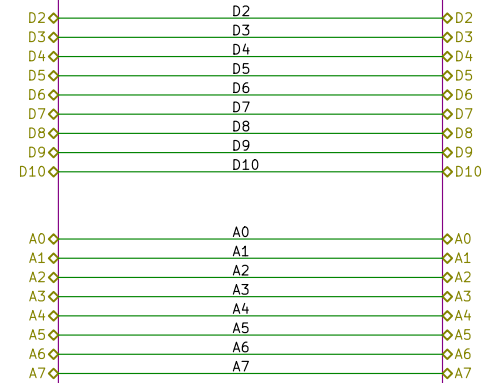 D2 D2 D2
D3 D3 D3
D4 D4 D4
D5 D5 D5
D6 D6 D6
D7 D7 D7
D8 D8 D8
D9 D9 D9
D10 D10 D10
A0 A0 A0
A1 A1 A1
A2 A2 A2
A3 A3 A3
A4 A4 A4
A5 A5 A5
A6 A6 A6
A7 A7 A7